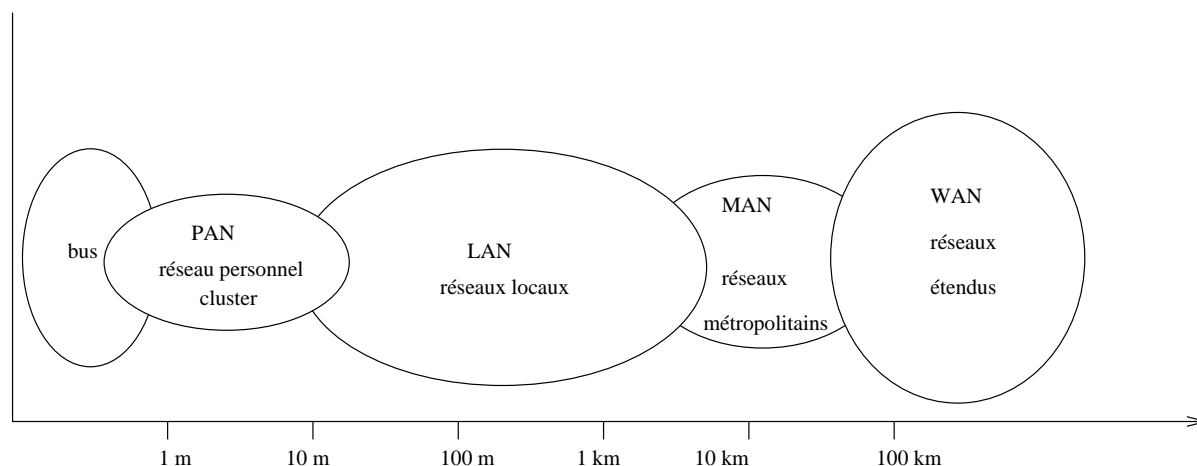 bus
PAN
réseau personnel
cluster
LAN
réseaux locaux
MAN
réseaux
métropolitains
WAN
réseaux
étendus
1 m
10 m
100 m
1 km
10 km
100 km